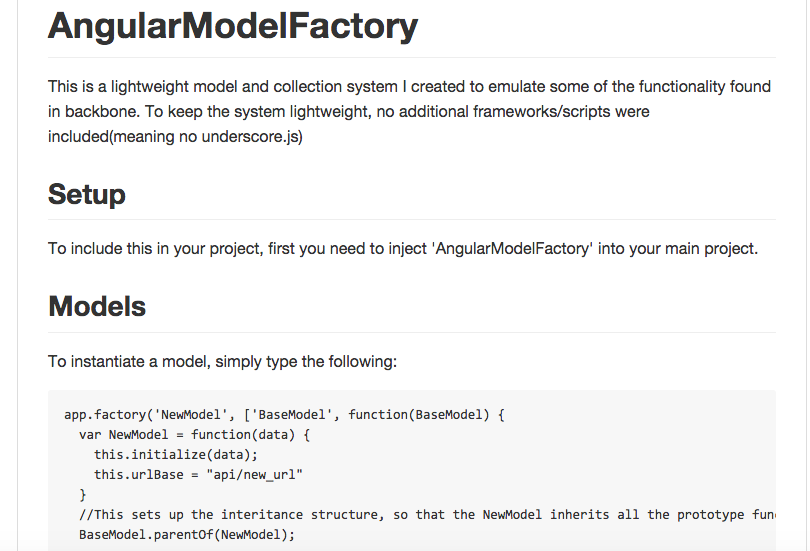 AngularModelFactory
This is a lightweight model and collection system I created to emulate some of the functionality found
in backbone. To keep the system lightweight, no additional frameworks/scripts were
included(meaning no underscore.js)
Setup
To include this in your project, first you need to inject 'AngularModelFactory' into your main project.
Models
To instantiate a model, simply type the following:
app.factory('NewModel', ['BaseModel', function(BaseModel) {
  var NewModel = function(data) {
    this.initialize(data);
    this.urlBase = "api/new_url"
  }
  //This sets up the interitance structure, so that the NewModel inherits all the prototype
  BaseModel.parentOf(NewModel);